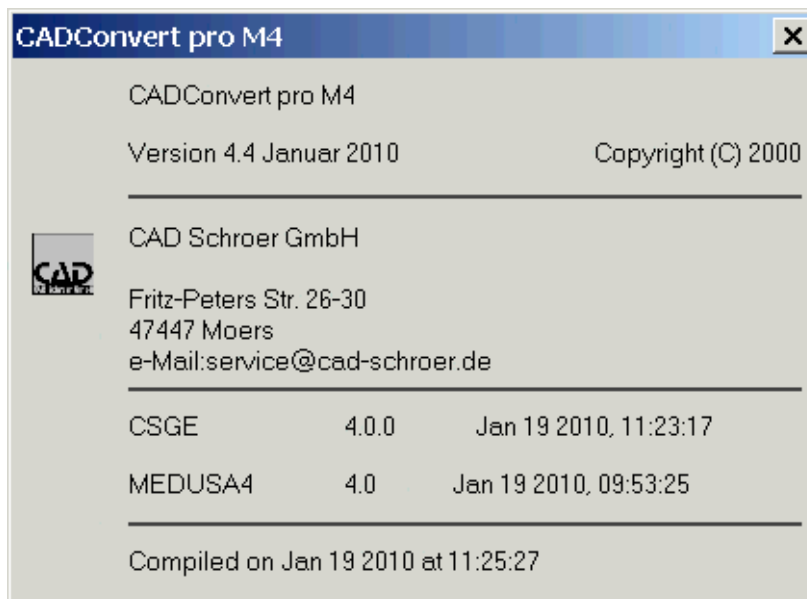 CADConvert pro M4
CADConvert pro M4
Version 4.4 Januar 2010 Copyright (C) 2000
CAD Schroer GmbH
CAD
Fritz-Peters Str. 26-30
47447 Moers
e-Mail:service@cad-schroer.de
CSGE 4.0.0 Jan 19 2010, 11:23:17
MEDUSA4 4.0 Jan 19 2010, 09:53:25
Compiled on Jan 19 2010 at 11:25:27